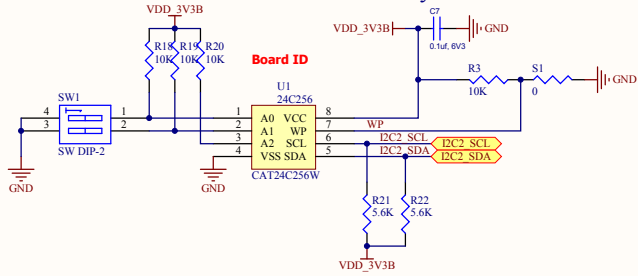 VDD_3V3B
C7
VDD_3V3B
GND
0.1uf, 6V3
R18
R19
R20
10K
10K
10K
Board ID
U1
24C256
R3
10K
S1
0
GND
SW1
4
1
3
2
SW DIP-2
GND
1
A0
VCC
8
2
A1
WP
7
WP
3
A2
SCL
6
I2C2_SCL
I2C2_SCL
4
VSS
SDA
5
I2C2_SDA
I2C2_SDA
GND
CAT24C256W
R21
5.6K
R22
5.6K
VDD_3V3B